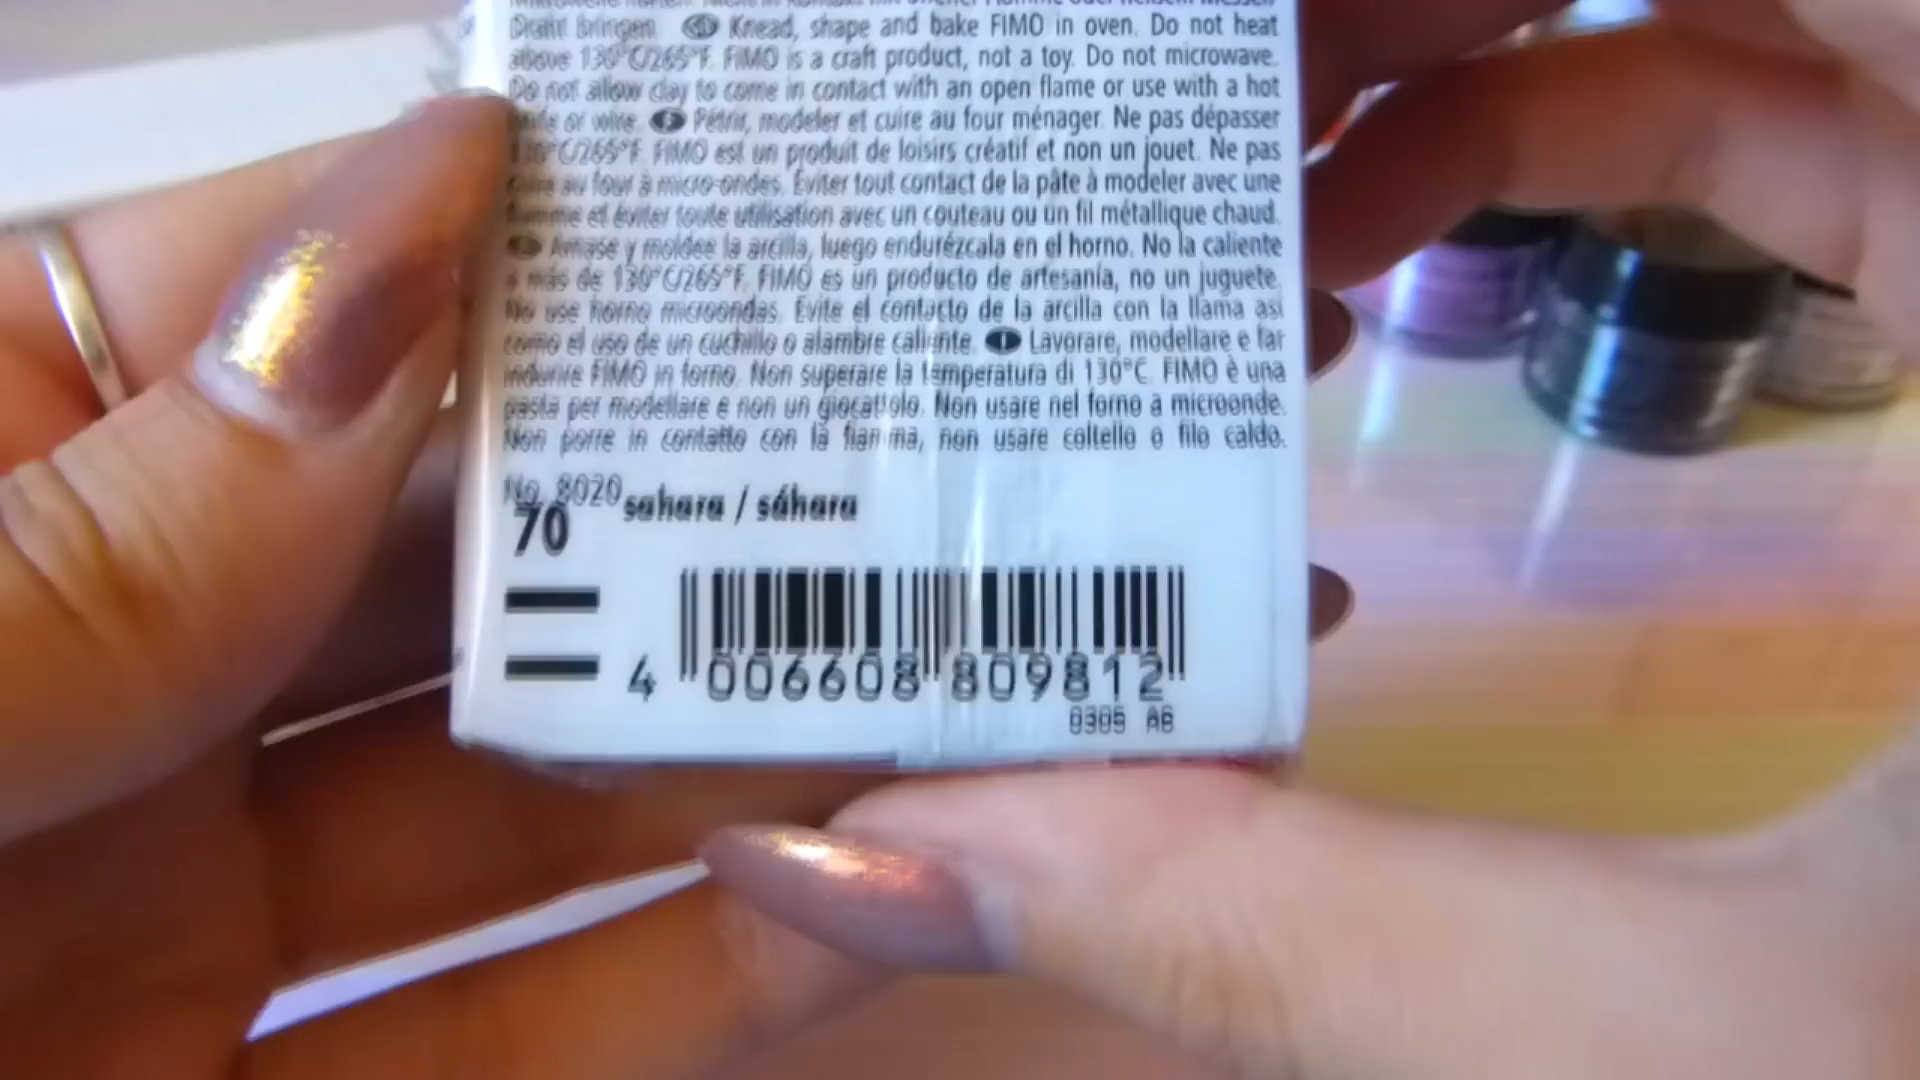 Draht bringen. GB Knead, shape and bake FIMO in oven. Do not heat
above 130°C/265°F. FIMO is a craft product, not a toy. Do not microwave.
Do not allow clay to come in contact with an open flame or use with a hot
knife or wire. F Pétrir, modeler et cuire au four ménager. Ne pas dépasser
130°C/265°F. FIMO est un produit de loisirs créatif et non un jouet. Ne pas
cuire au four à micro-ondes. Éviter tout contact de la pâte à modeler avec une
flamme et éviter toute utilisation avec un couteau ou un fil métallique chaud.
Amase y moldee la arcilla, luego endurézcala en el horno. No la caliente
a más de 130°C/265°F. FIMO es un producto de artesanía, no un juguete.
No use horno microondas. Evite el contacto de la arcilla con la llama así
como el uso de un cuchillo o alambre caliente. I Lavorare, modellare e far
indurire FIMO in forno. Non superare la temperatura di 130°C. FIMO è una
pasta per modellare e non un giocattolo. Non usare nel forno a microonde.
Non porre in contatto con la fiamma, non usare coltello o filo caldo.
No. 8020
70 sahara / sáhara
4 006608 809812
0305 A6